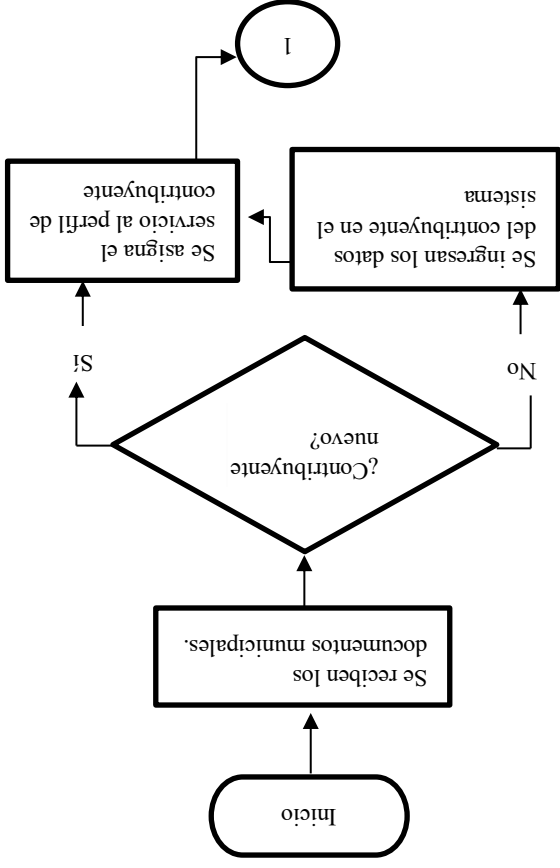 Inicio
Se reciben los
documentos municipales.
¿Contribuyente
nuevo?
No
Sí
Se ingresan los datos
del contribuyente en el
sistema
Se asigna el
servicio al perfil de
contribuyente
1